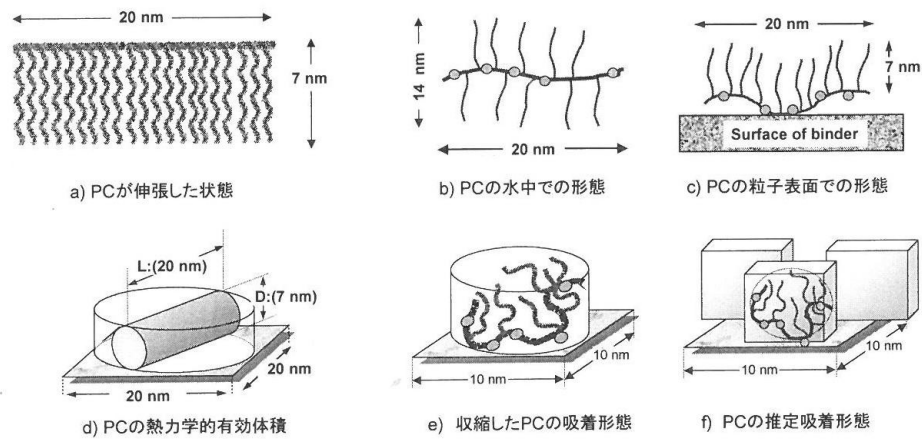 20 nm
7 nm
a) PCが伸張した状態
14 nm
20 nm
b) PCの水中での形態
20 nm
7 nm
Surface of binder
c) PCの粒子表面での形態
L:(20 nm)
D:(7 nm)
20 nm
20 nm
d) PCの熱力学的有効体積
10 nm
10 nm
e) 収縮したPCの吸着形態
10 nm
10 nm
f) PCの推定吸着形態